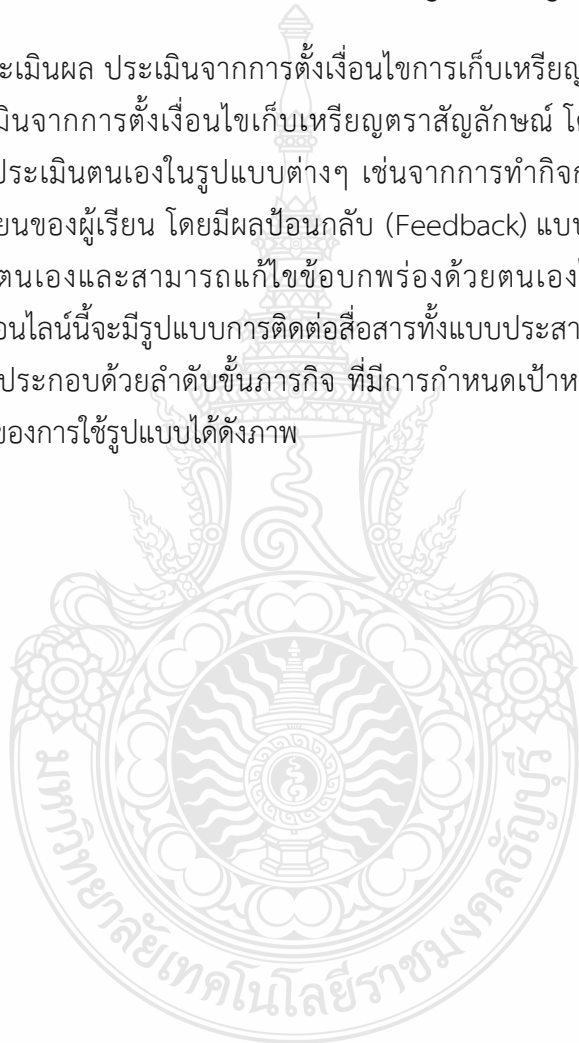 ะเมินผล ประเมินจากการตั้งเงื่อนไขการเก็บเหรียญ
มินจากการตั้งเงื่อนไขเก็บเหรียญตราสัญลักษณ์
ประเมินตนเองในรูปแบบต่างๆ เช่นจากการทำกิจก
ยนของผู้เรียน โดยมีผลป้อนกลับ (Feedback) แบบ
ตนเองและสามารถแก้ไขข้อบกพร่องด้วยตนเอง
อนไลน์นี้จะมีรูปแบบการติดต่อสื่อสารทั้งแบบประสา
ประกอบด้วยลำดับขั้นภารกิจ ที่มีการกำหนดเป้าห
ของการใช้รูปแบบได้ดังภาพ
มหาวิทยาลัยเทคโนโลยีราชมงคลธัญบุรี